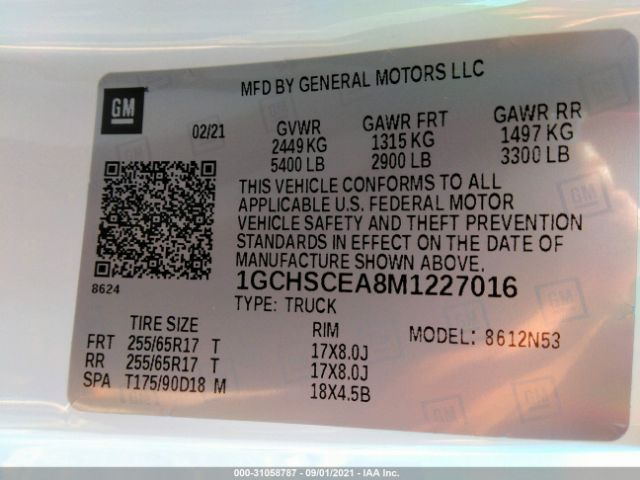 MFD BY GENERAL MOTORS LLC
GM
02/21
GVWR GAWR FRT GAWR RR
2449 KG 1315 KG 1497 KG
5400 LB 2900 LB 3300 LB
THIS VEHICLE CONFORMS TO ALL
APPLICABLE U.S. FEDERAL MOTOR
VEHICLE SAFETY AND THEFT PREVENTION
STANDARDS IN EFFECT ON THE DATE OF
MANUFACTURE SHOWN ABOVE.
8624
1GCHSCEA8M1227016
TYPE: TRUCK
TIRE SIZE RIM MODEL: 8612N53
FRT 255/65R17 T 17X8.0J
RR 255/65R17 T 17X8.0J
SPA T175/90D18 M 18X4.5B
000-31058787 - 09/01/2021 - IAA Inc.